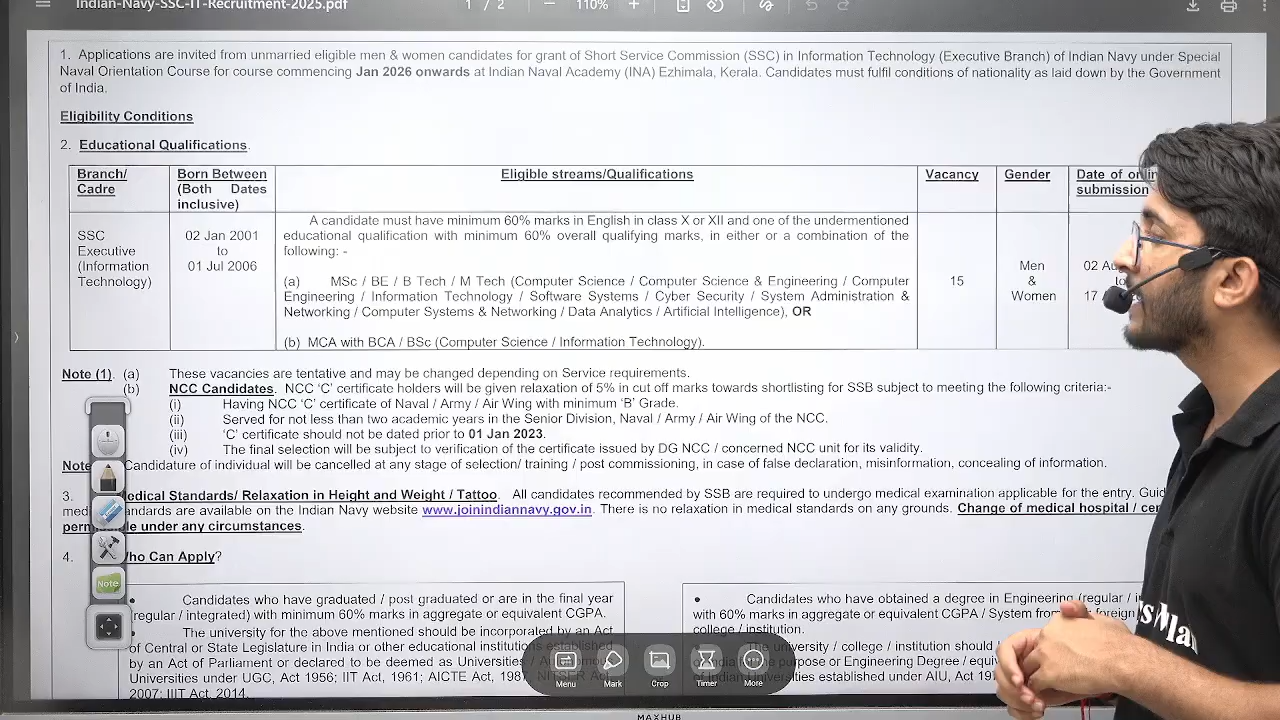 Indian-Navy-SSC-IT-Recruitment-2025.pdf
1 / 2
110%
1. Applications are invited from unmarried eligible men & women candidates for grant of Short Service Commission (SSC) in Information Technology (Executive Branch) of Indian Navy under Special
Naval Orientation Course for course commencing Jan 2026 onwards at Indian Naval Academy (INA) Ezhimala, Kerala. Candidates must fulfil conditions of nationality as laid down by the Government
of India.
Eligibility Conditions
2. Educational Qualifications.
Branch/
Cadre
Born Between
(Both Dates
inclusive)
Eligible streams/Qualifications
Vacancy
Gender
Date of onlin
submission
SSC
Executive
(Information
Technology)
02 Jan 2001
to
01 Jul 2006
A candidate must have minimum 60% marks in English in class X or XII and one of the undermentioned
educational qualification with minimum 60% overall qualifying marks, in either or a combination of the
following: -
(a) MSc / BE / B Tech / M Tech (Computer Science / Computer Science & Engineering / Computer
Engineering / Information Technology / Software Systems / Cyber Security / System Administration &
Networking / Computer Systems & Networking / Data Analytics / Artificial Intelligence), OR
(b) MCA with BCA / BSc (Computer Science / Information Technology).
15
Men
&
Women
02 Au
to
17
Note (1). (a) These vacancies are tentative and may be changed depending on Service requirements.
(b) NCC Candidates. NCC ‘C’ certificate holders will be given relaxation of 5% in cut off marks towards shortlisting for SSB subject to meeting the following criteria:-
(i) Having NCC ‘C’ certificate of Naval / Army / Air Wing with minimum ‘B’ Grade.
(ii) Served for not less than two academic years in the Senior Division, Naval / Army / Air Wing of the NCC.
(iii) ‘C’ certificate should not be dated prior to 01 Jan 2023.
(iv) The final selection will be subject to verification of the certificate issued by DG NCC / concerned NCC unit for its validity.
Note Candidature of individual will be cancelled at any stage of selection/ training / post commissioning, in case of false declaration, misinformation, concealing of information.
3. edical Standards/ Relaxation in Height and Weight / Tattoo. All candidates recommended by SSB are required to undergo medical examination applicable for the entry. Guid
med ndards are available on the Indian Navy website www.joinindiannavy.gov.in. There is no relaxation in medical standards on any grounds. Change of medical hospital / cen
perm ble under any circumstances.
4. Who Can Apply?
• Candidates who have graduated / post graduated or are in the final year
(regular / integrated) with minimum 60% marks in aggregate or equivalent CGPA.
• The university for the above mentioned should be incorporated by an Act
of Central or State Legislature in India or other educational institutions established
by an Act of Parliament or declared to be deemed as Universities /
Universities under UGC, Act 1956; IIT Act, 1961; AICTE Act, 1987, NITSER Act,
2007; IIIT Act, 2014.
• Candidates who have obtained a degree in Engineering (regular / i
with 60% marks in aggregate or equivalent CGPA / System from foreign
college / institution.
university / college / institution should
of India for the purpose or Engineering Degree / equiv
of Indian Universities established under AIU, Act 19
Note
Menu
Mark
Crop
Timer
More
MAXHUB